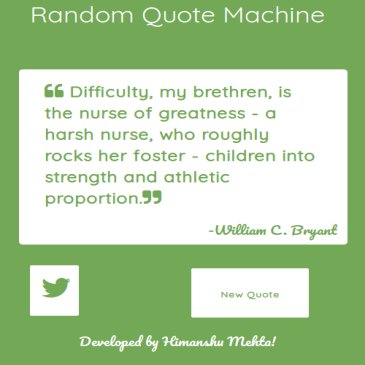 Random Quote Machine
❝ Difficulty, my brethren, is
the nurse of greatness - a
harsh nurse, who roughly
rocks her foster - children into
strength and athletic
proportion.❞
-William C. Bryant
New Quote
Developed by Himanshu Mehta!